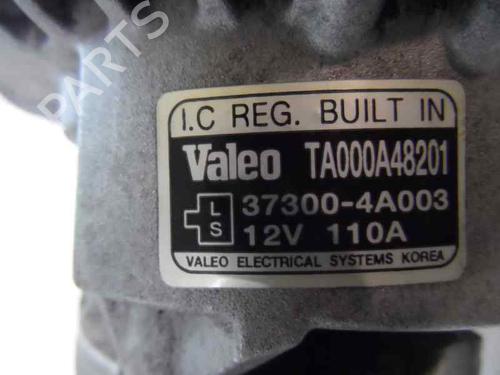 B-PARTS
I.C REG. BUILT IN
Valeo TA000A48201
L 37300-4A003
S 12V 110A
VALEO ELECTRICAL SYSTEMS KOREA